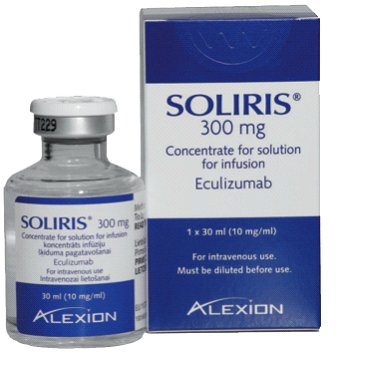 TT229
SOLIRIS® 300 mg
Concentrate for solution for infusion
koncentrāts infūziju
šķīduma pagatavošanai
Eculizumab
For intravenous use
Intravenozai lietošanai
30 ml (10 mg/ml)
ALEXION
SOLIRIS®
300 mg
Concentrate for solution
for infusion
Eculizumab
1 x 30 ml (10 mg/ml)
For intravenous use.
Must be diluted before use.
ALEXION